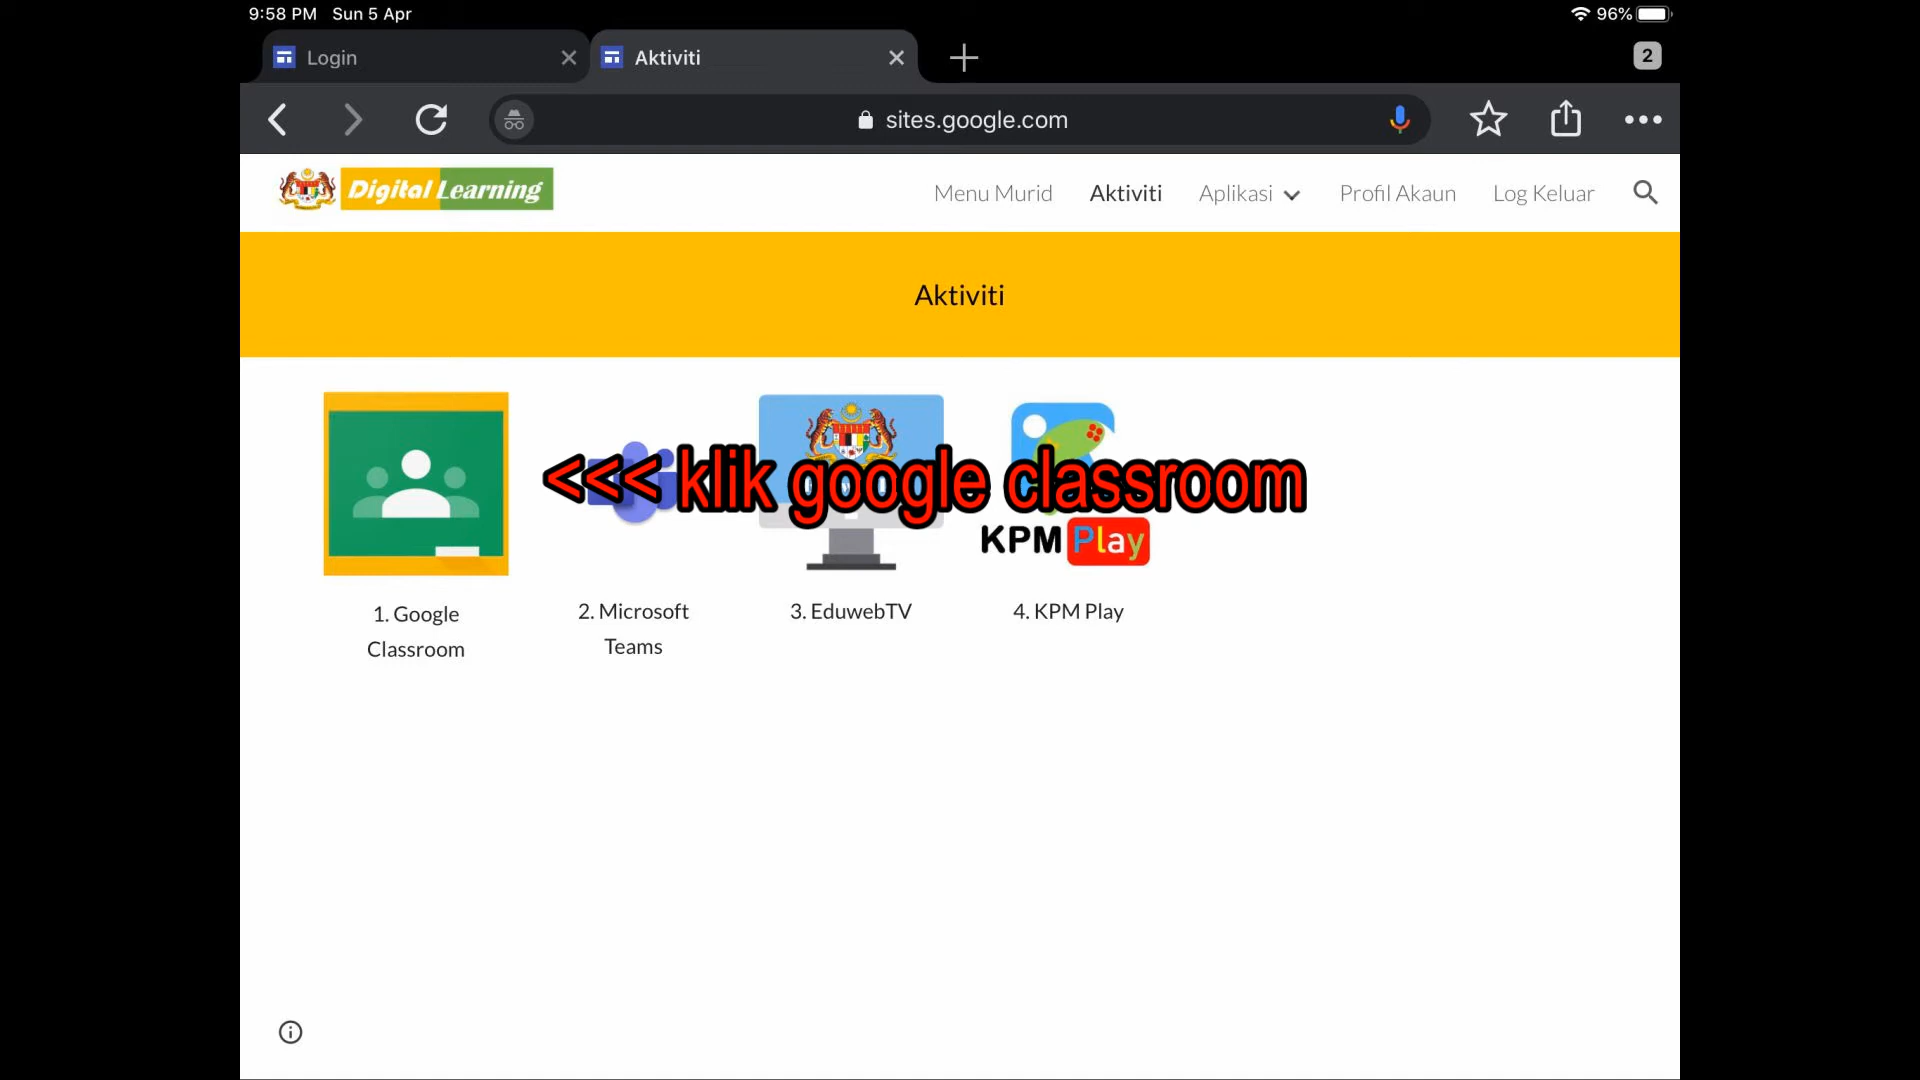 9:58 PM Sun 5 Apr 96%
Login Aktiviti 2
sites.google.com
Digital Learning Menu Murid Aktiviti Aplikasi Profil Akaun Log Keluar
Aktiviti
<<< klik google classroom
KPM Play
1. Google
Classroom
2. Microsoft
Teams
3. EduwebTV
4. KPM Play